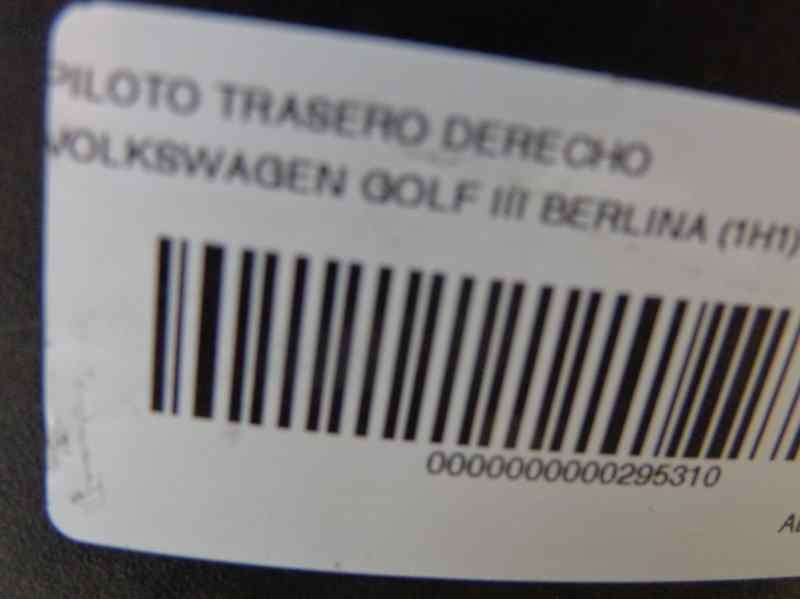 PILOTO TRASERO DERECHO
VOLKSWAGEN GOLF III BERLINA (1H1)
0000000000295310